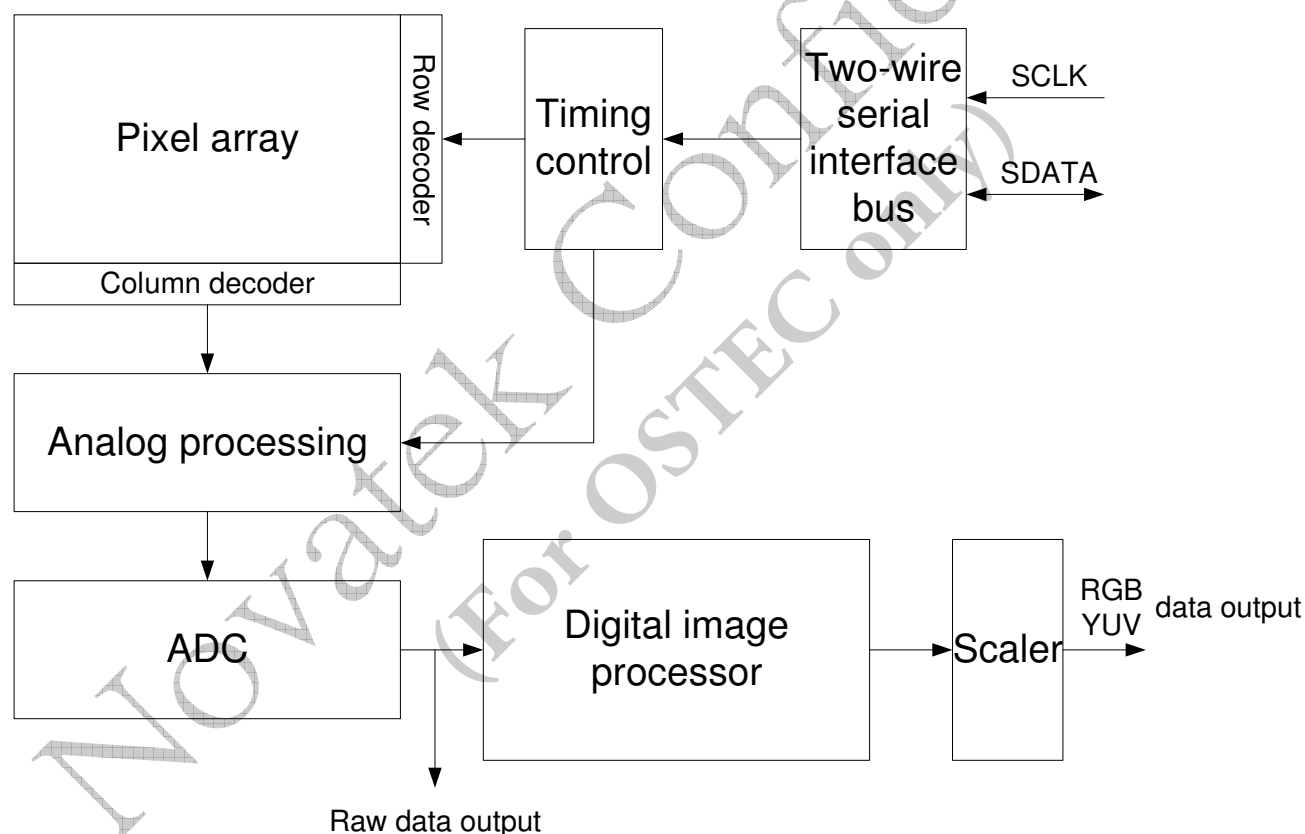 Pixel array
Row decoder
Column decoder
Timing
control
Two-wire
serial
interface
bus
SCLK
SDATA
Analog processing
ADC
Digital image
processor
Scaler
RGB
YUV
data output
Raw data output
Novatek Confid
(For OSTEC only)